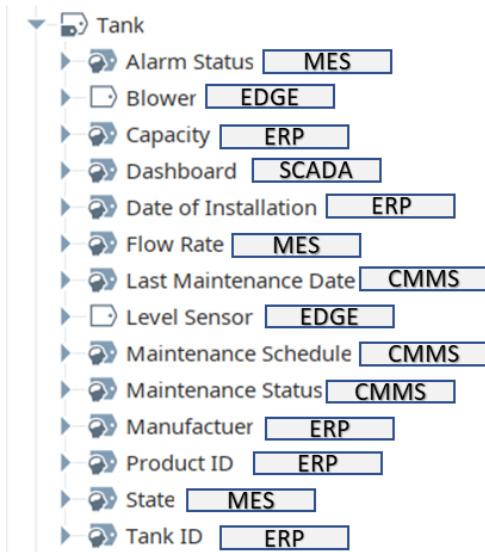 Tank
Alarm Status MES
Blower EDGE
Capacity ERP
Dashboard SCADA
Date of Installation ERP
Flow Rate MES
Last Maintenance Date CMMS
Level Sensor EDGE
Maintenance Schedule CMMS
Maintenance Status CMMS
Manufactuer ERP
Product ID ERP
State MES
Tank ID ERP